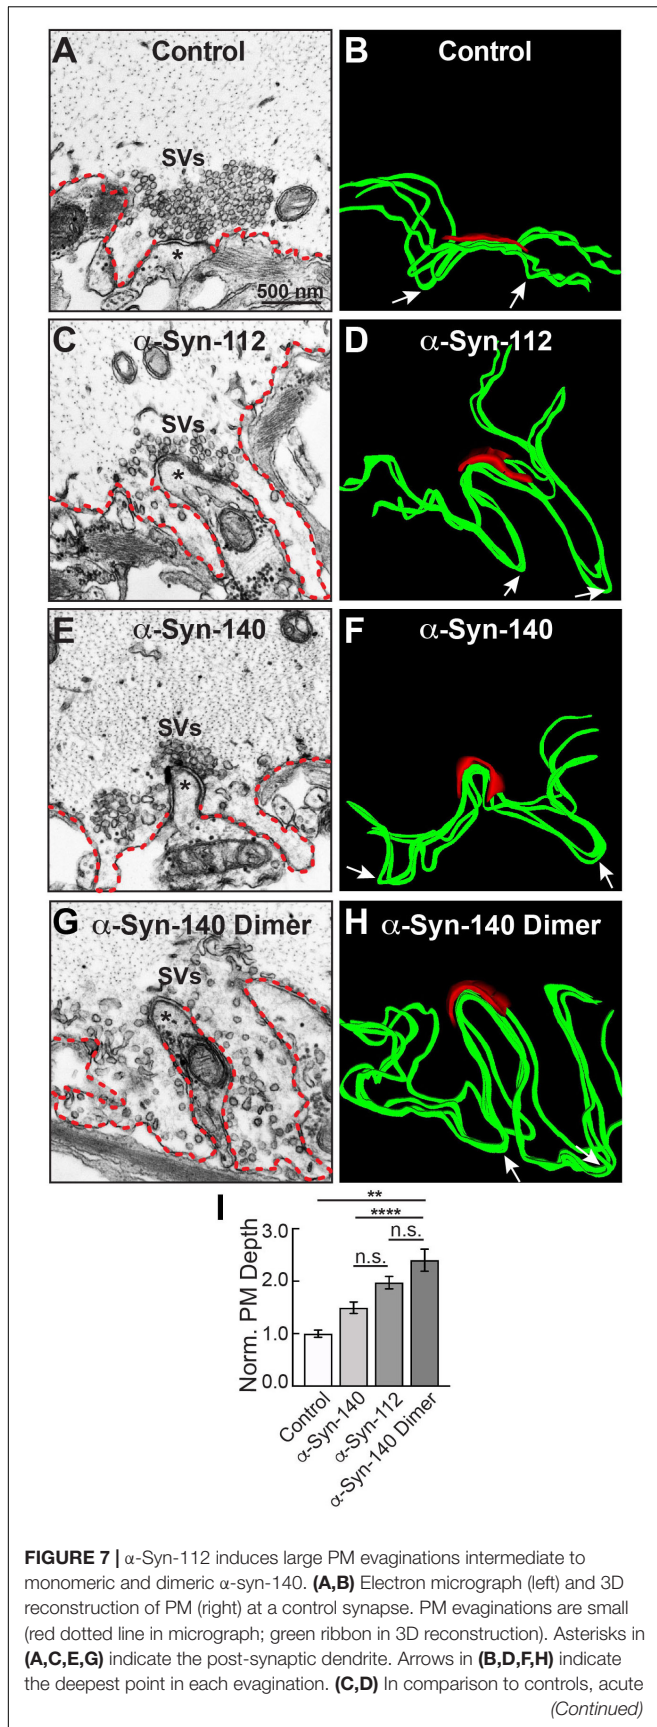 A Control
SVs
*
500 nm
B Control
C α-Syn-112
SVs
*
D α-Syn-112
E α-Syn-140
SVs
*
F α-Syn-140
G α-Syn-140 Dimer
SVs
*
H α-Syn-140 Dimer
I
**
****
n.s.
n.s.
Norm. PM Depth
3.0
2.0
1.0
0.0
Control
α-Syn-140
α-Syn-112
α-Syn-140 Dimer
FIGURE 7 | α-Syn-112 induces large PM evaginations intermediate to
monomeric and dimeric α-syn-140. (A,B) Electron micrograph (left) and 3D
reconstruction of PM (right) at a control synapse. PM evaginations are small
(red dotted line in micrograph; green ribbon in 3D reconstruction). Asterisks in
(A,C,E,G) indicate the post-synaptic dendrite. Arrows in (B,D,F,H) indicate
the deepest point in each evagination. (C,D) In comparison to controls, acute
(Continued)